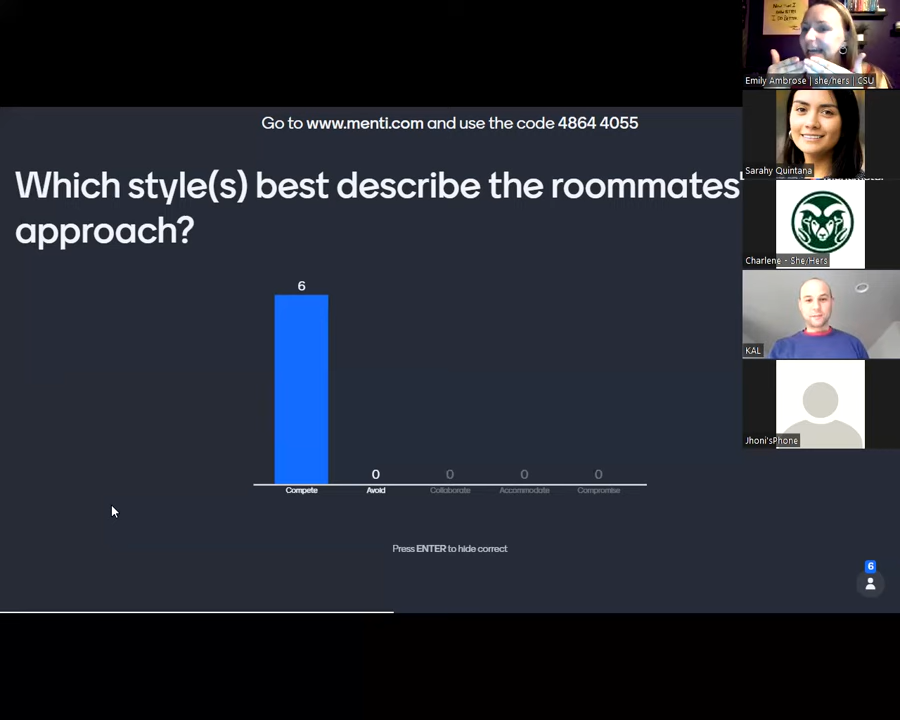 Go to www.menti.com and use the code 4864 4055
Which style(s) best describe the roommates'
approach?
6
0
0
0
0
Compete
Avoid
Collaborate
Accommodate
Compromise
Press ENTER to hide correct
6
Emily Ambrose | she/hers | CSU
Sarahy Quintana
Charlene - She/Hers
KAL
Jhoni'sPhone